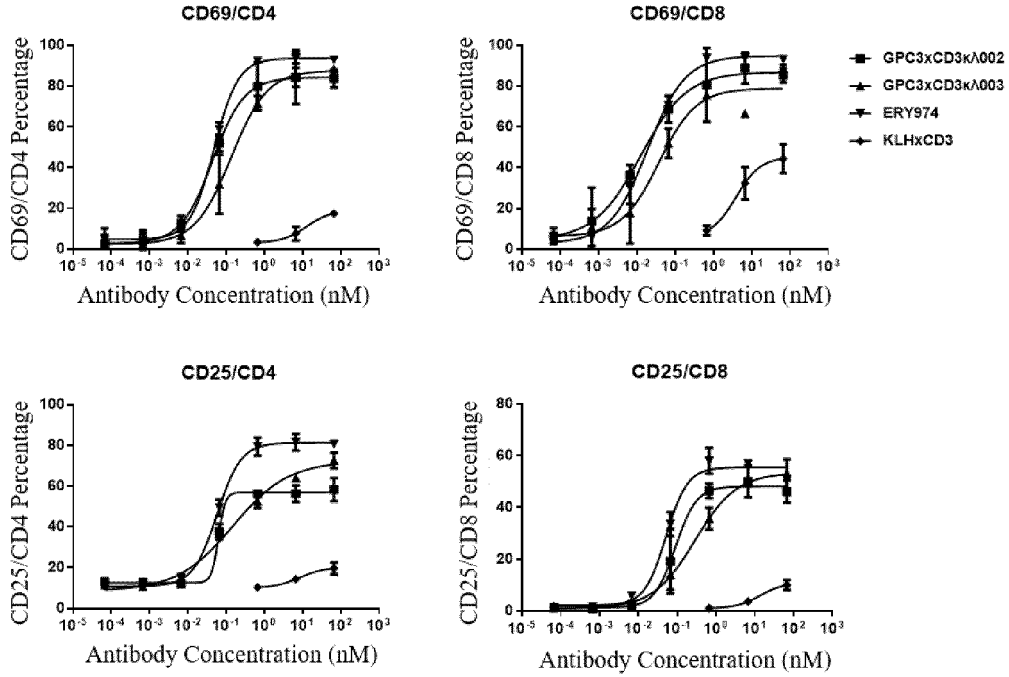 CD69/CD4
CD69/CD4 Percentage
100
80
60
40
20
0
10-5 10-4 10-3 10-2 10-1 100 101 102 103
Antibody Concentration (nM)
CD69/CD8
CD69/CD8 Percentage
100
80
60
40
20
0
10-5 10-4 10-3 10-2 10-1 100 101 102 103
Antibody Concentration (nM)
GPC3xCD3κλ002
GPC3xCD3κλ003
ERY974
KLHxCD3
CD25/CD4
CD25/CD4 Percentage
100
80
60
40
20
0
10-5 10-4 10-3 10-2 10-1 100 101 102 103
Antibody Concentration (nM)
CD25/CD8
CD25/CD8 Percentage
80
60
40
20
0
10-5 10-4 10-3 10-2 10-1 100 101 102 103
Antibody Concentration (nM)